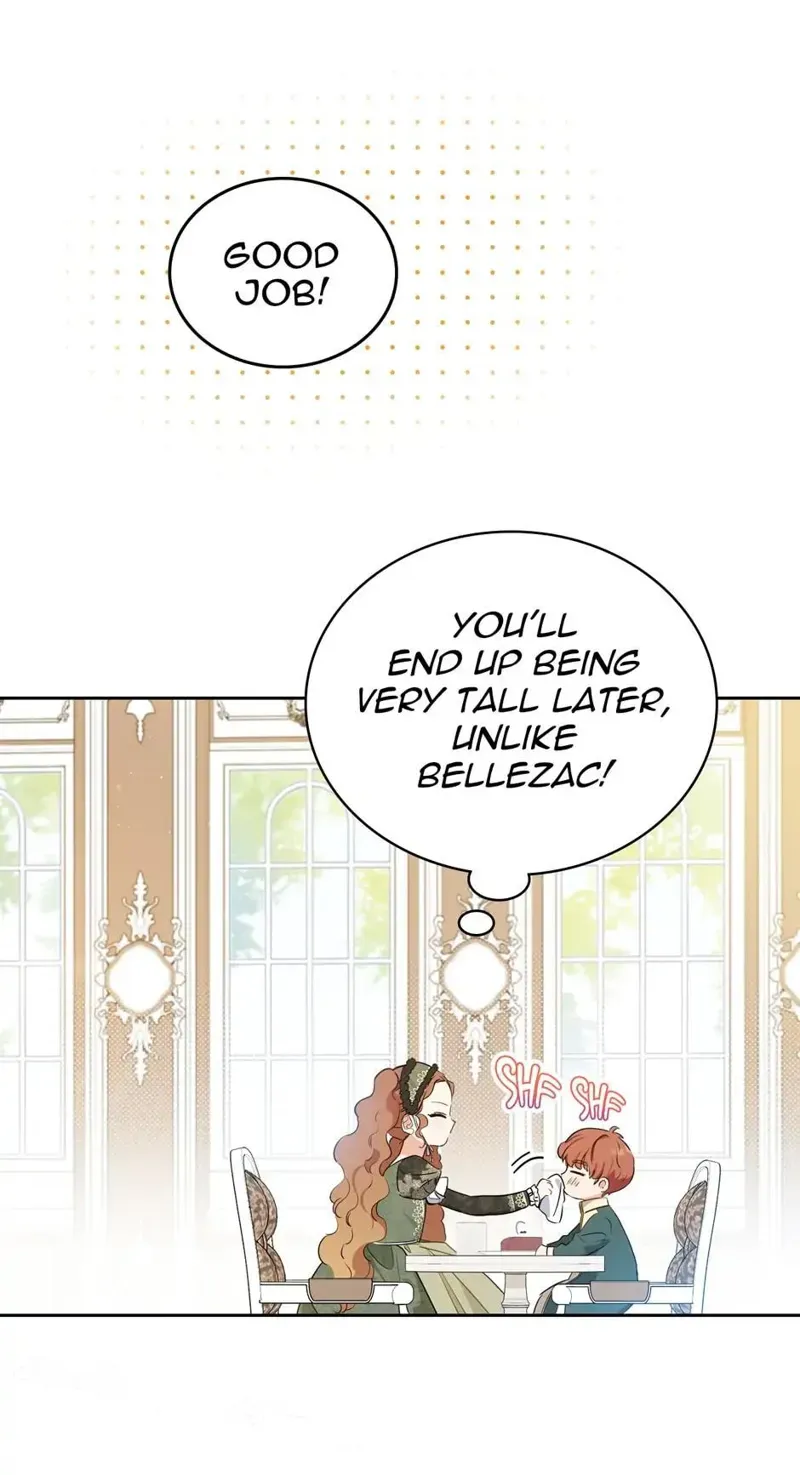 GOOD
JOB!
YOU'LL
END UP BEING
VERY TALL LATER,
UNLIKE
BELLEZAC!
SHF SHF